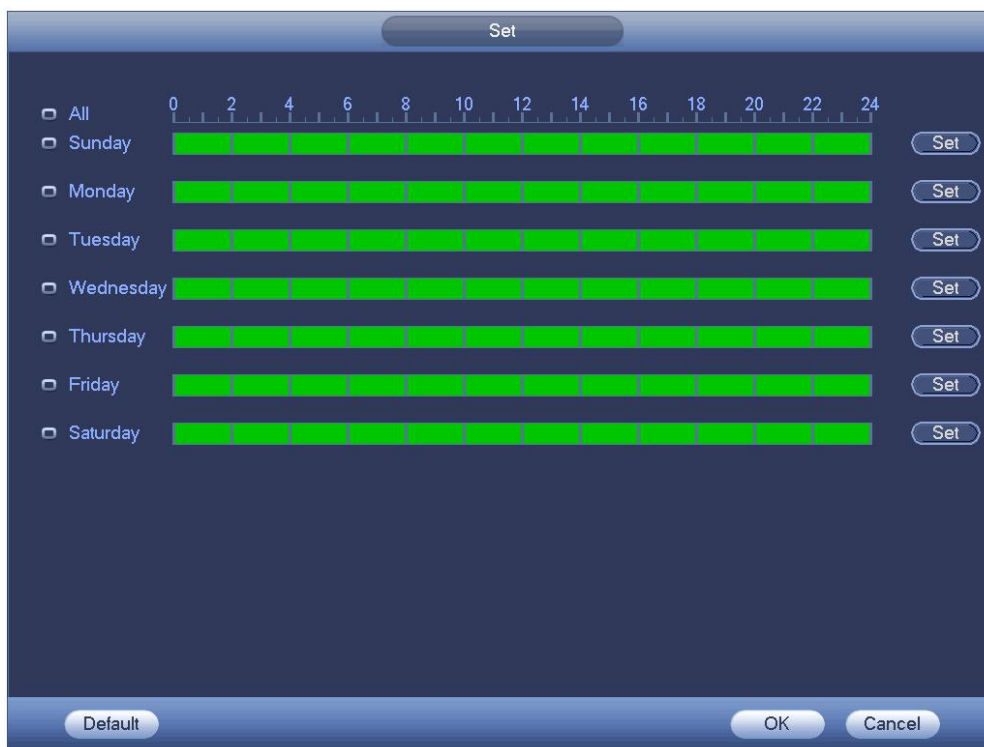 Set
0 2 4 6 8 10 12 14 16 18 20 22 24
All
Sunday Set
Monday Set
Tuesday Set
Wednesday Set
Thursday Set
Friday Set
Saturday Set
Default OK Cancel